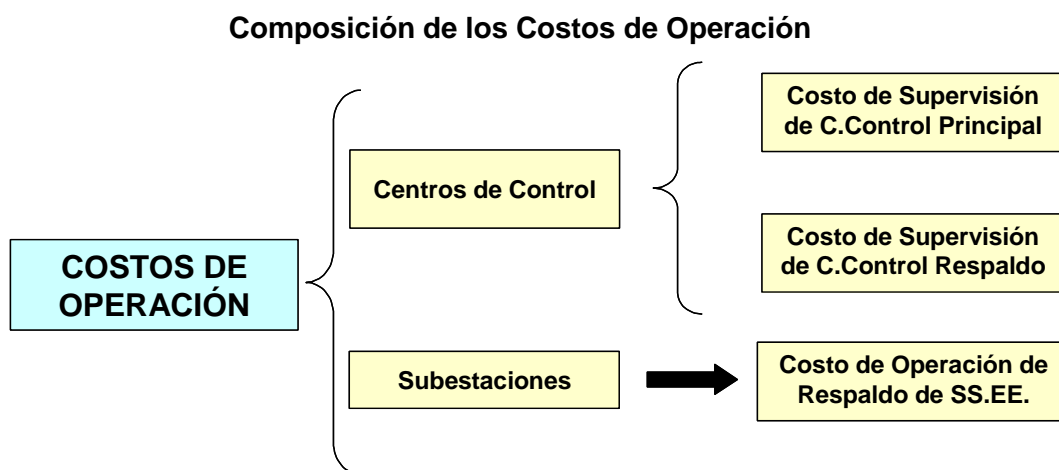 Composición de los Costos de Operación
Costo de Supervisión
de C.Control Principal
Centros de Control
Costo de Supervisión
de C.Control Respaldo
COSTOS DE
OPERACIÓN
Subestaciones
Costo de Operación de
Respaldo de SS.EE.